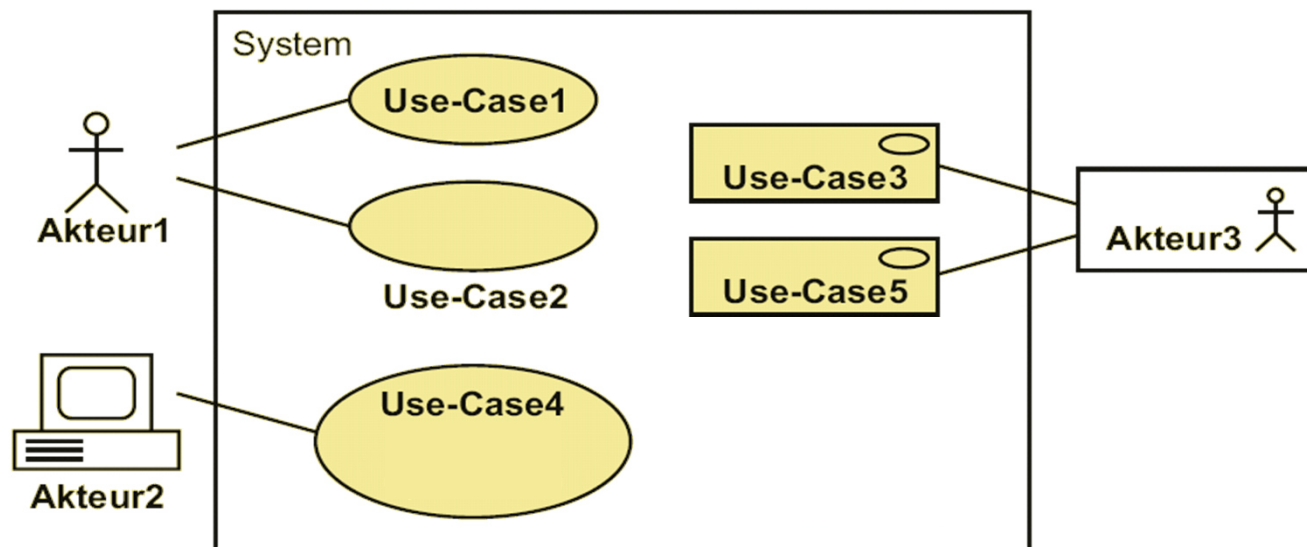 System
Use-Case1
Akteur1
Use-Case2
Use-Case3
Use-Case5
Akteur3
Use-Case4
Akteur2